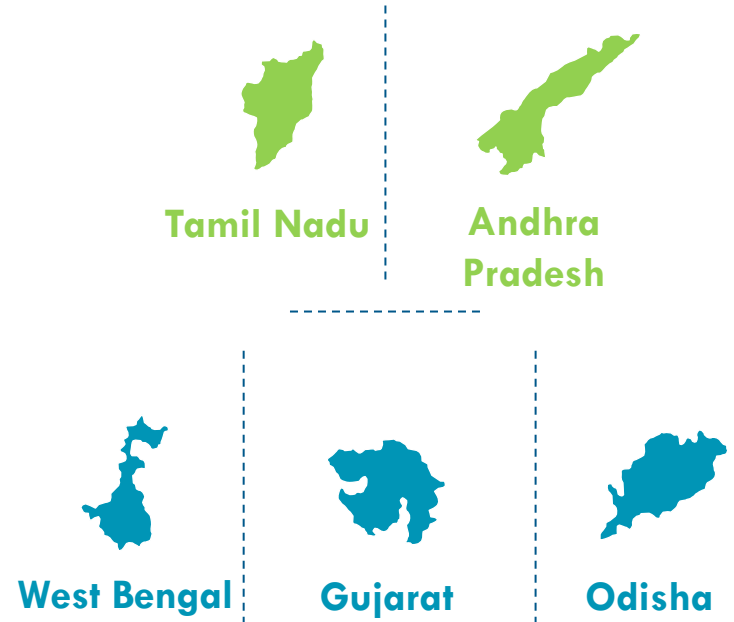 Tamil Nadu
Andhra
Pradesh
West Bengal
Gujarat
Odisha